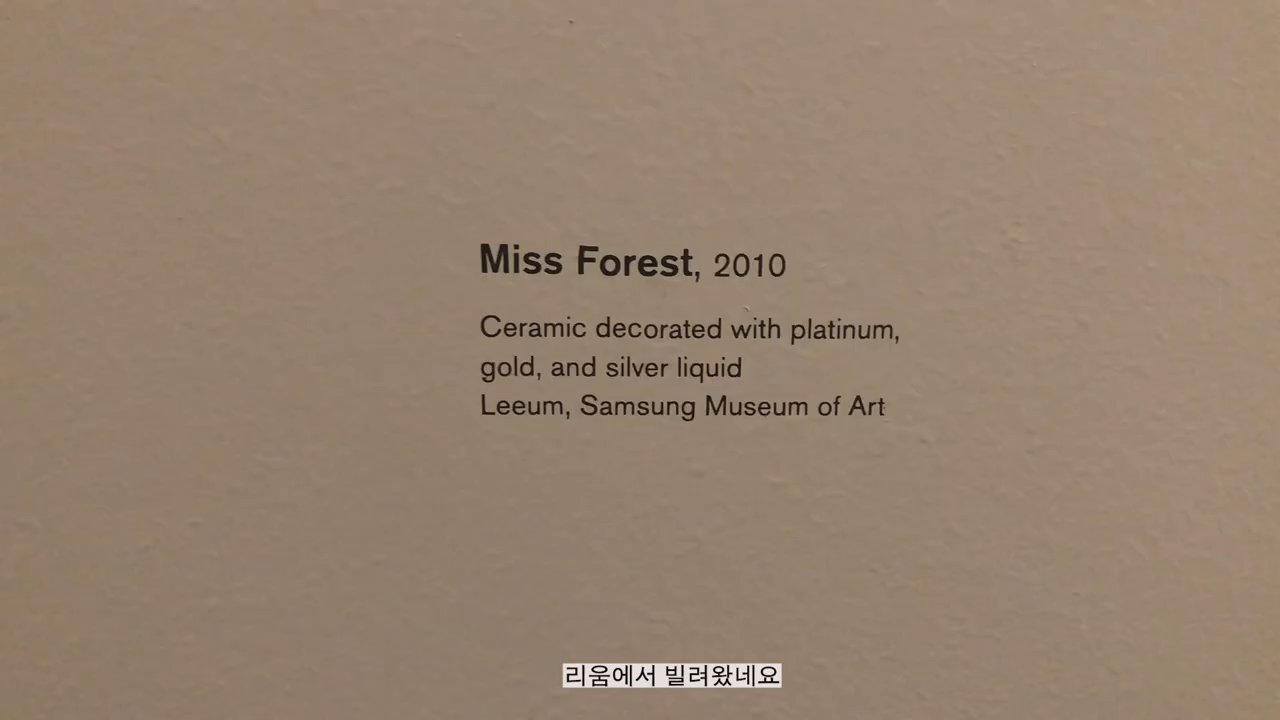 Miss Forest, 2010
Ceramic decorated with platinum,
gold, and silver liquid
Leeum, Samsung Museum of Art
리움에서 빌려왔네요